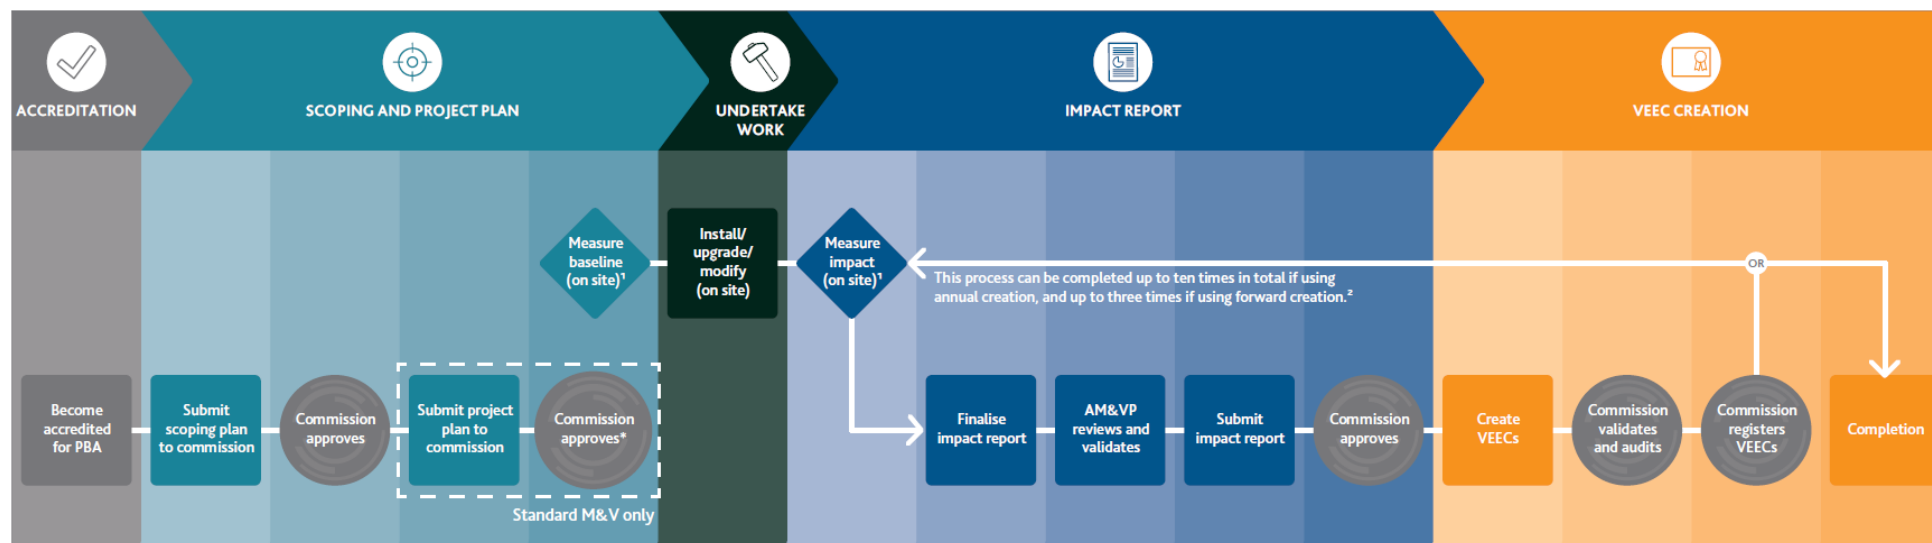 ACCREDITATION
SCOPING AND PROJECT PLAN
UNDERTAKE
WORK
IMPACT REPORT
VEEC CREATION
Measure
baseline
(on site)¹
Install/
upgrade/
modify
(on site)
Measure
impact
(on site)¹
This process can be completed up to ten times in total if using
annual creation, and up to three times if using forward creation.²
OR
Become
accredited
for PBA
Submit
scoping plan
to commission
Commission
approves
Submit project
plan to
commission
Commission
approves*
Standard M&V only
Finalise
impact report
AM&VP
reviews and
validates
Submit
impact report
Commission
approves
Create
VEECs
Commission
validates
and audits
Commission
registers
VEECs
Completion